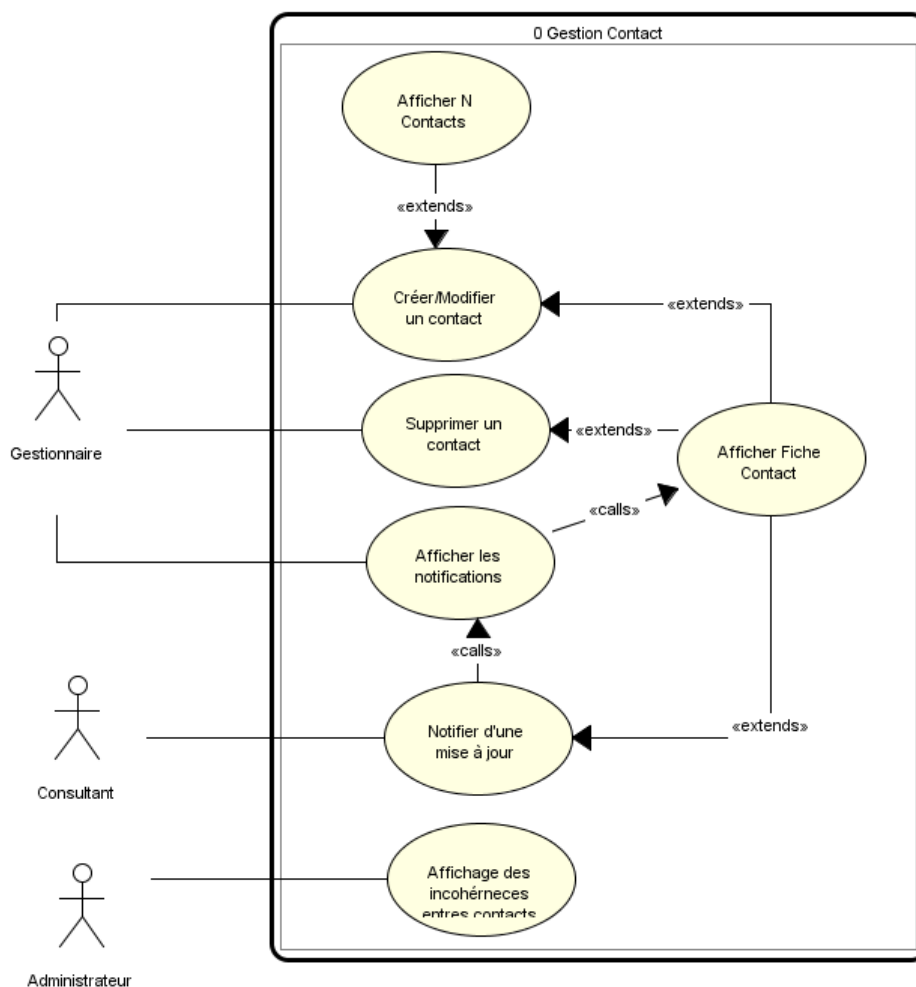 0 Gestion Contact
Afficher N
Contacts
«extends»
Créer/Modifier
un contact
«extends»
Gestionnaire
Supprimer un
contact
«extends»
Afficher Fiche
Contact
«calls»
Afficher les
notifications
«calls»
Consultant
Notifier d'une
mise à jour
«extends»
Administrateur
Affichage des
incohérneces
entres contacts